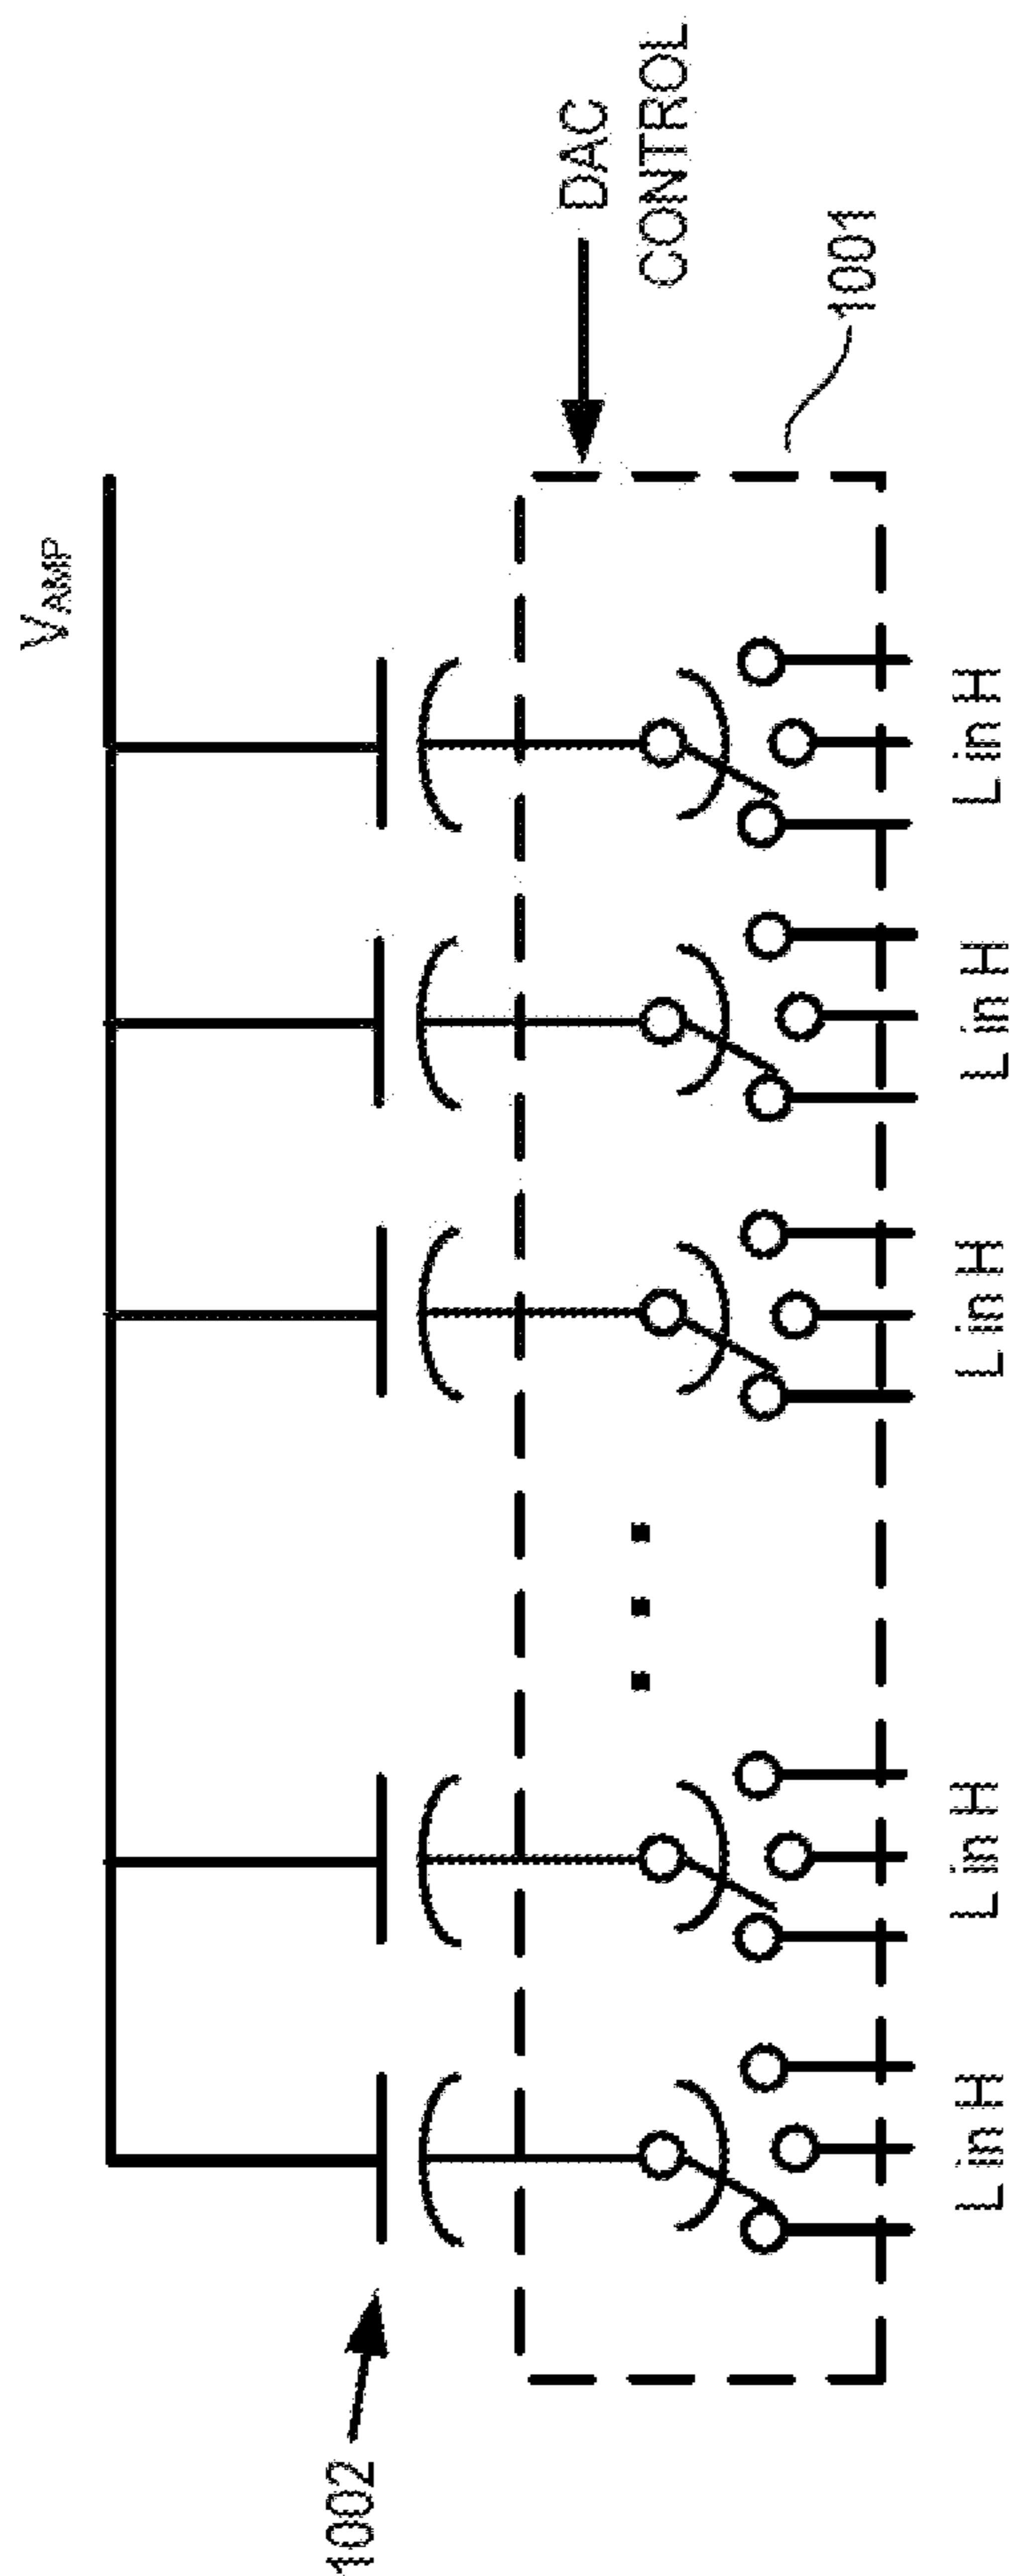 VAMP
1002
DAC
CONTROL
1001
L in H
L in H
L in H
L in H
L in H